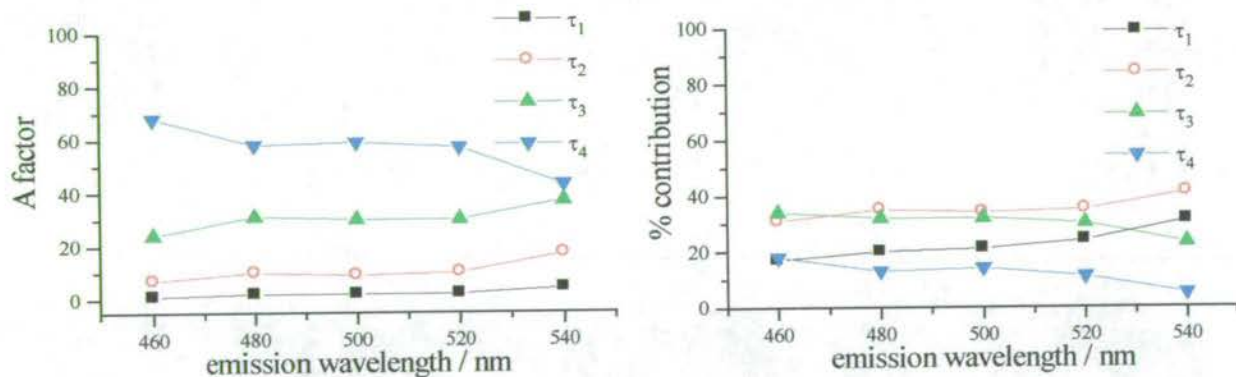 100
80
60
40
20
0
A factor
460 480 500 520 540
emission wavelength / nm
τ1
τ2
τ3
τ4
100
80
60
40
20
0
% contribution
460 480 500 520 540
emission wavelength / nm
τ1
τ2
τ3
τ4